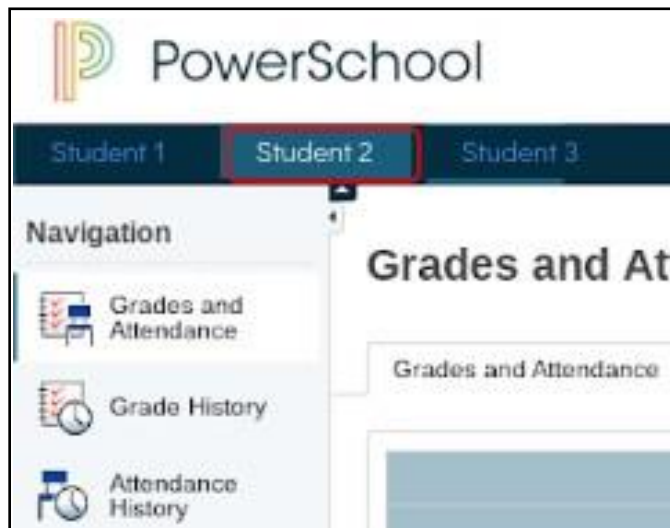 PowerSchool
Student 1 Student 2 Student 3
Navigation
Grades and At
Grades and
Attendance
Grades and Attendance
Grade History
Attendance
History